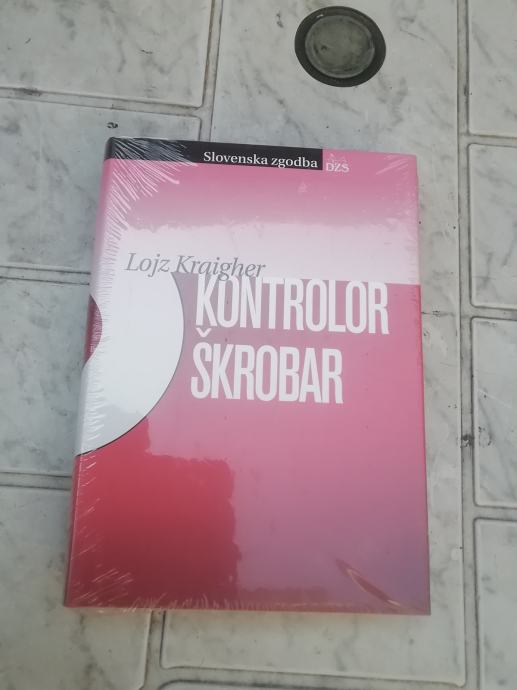 Slovenska zgodba
DZS
Lojz Kraigher
KONTROLOR
ŠKROBAR